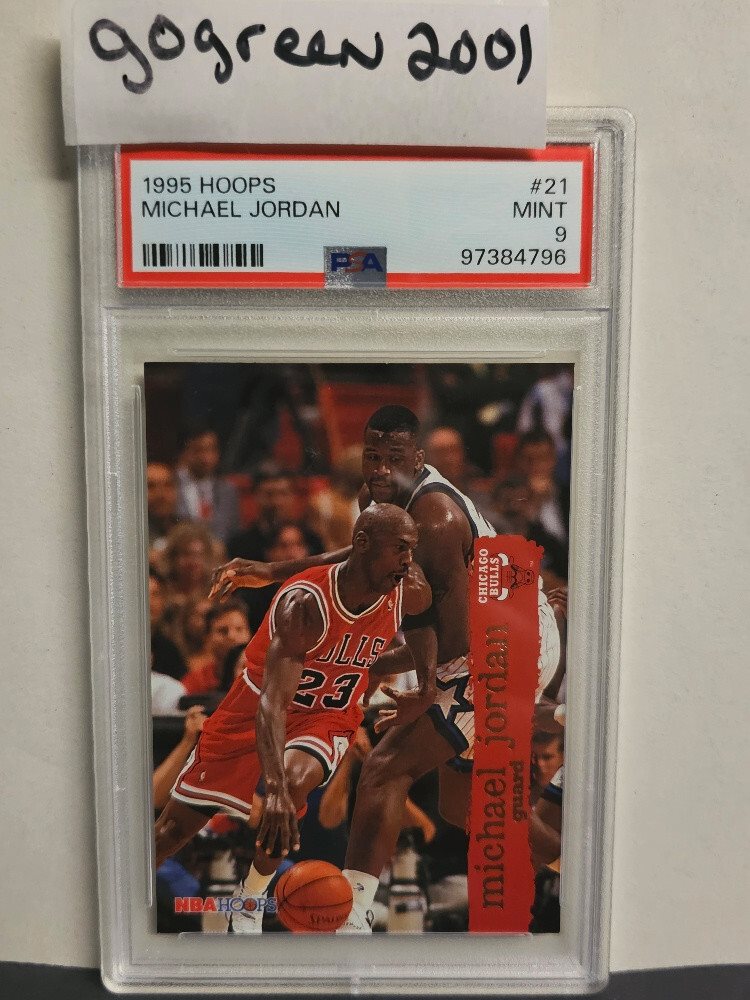 gogreen 2001
1995 HOOPS #21
MICHAEL JORDAN MINT
9
97384796
PSA
CHICAGO
BULLS
michael jordan
guard
BULLS
23
NBA HOOPS
SPALDING